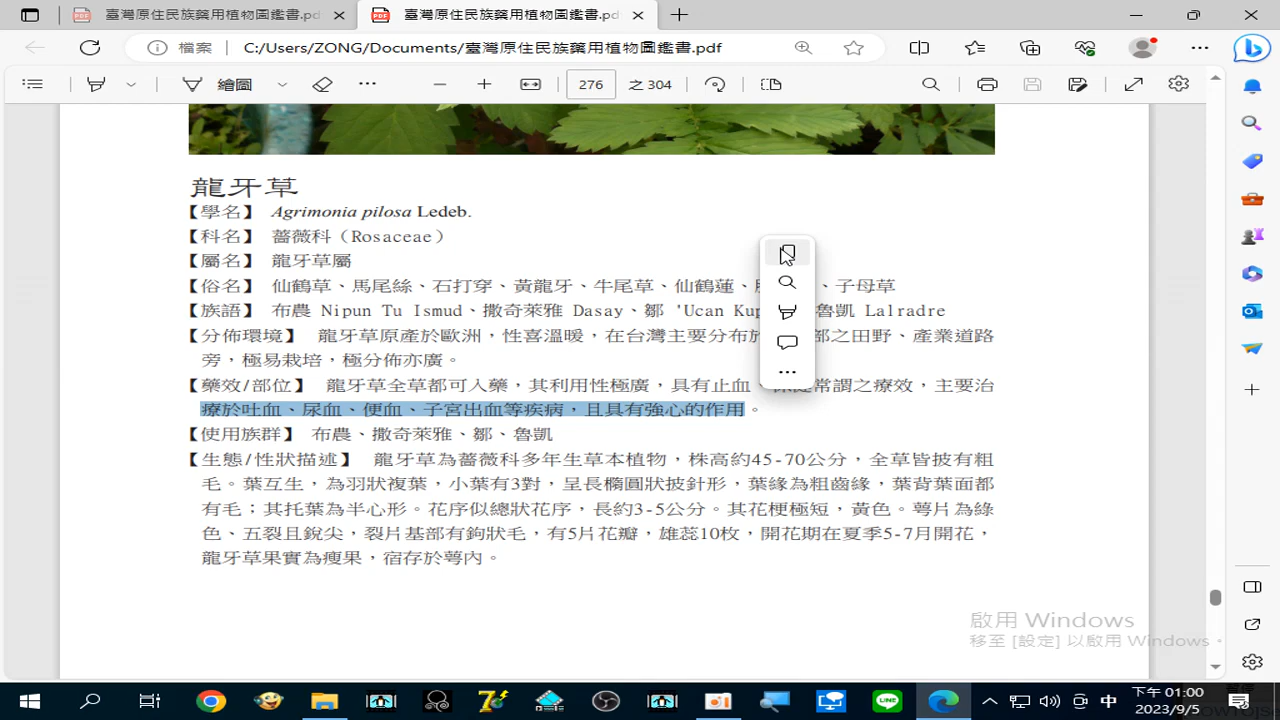 臺灣原住民族藥用植物圖鑑書.pd
臺灣原住民族藥用植物圖鑑書.pd
檔案
C:/Users/ZONG/Documents/臺灣原住民族藥用植物圖鑑書.pdf
繪圖
276
之 304
龍牙草
【學名】 Agrimonia pilosa Ledeb.
【科名】 薔薇科（Rosaceae）
【屬名】 龍牙草屬
【俗名】 仙鶴草、馬尾絲、石打穿、黃龍牙、牛尾草、仙鶴蓮、、子母草
【族語】 布農 Nipun Tu Ismud、撒奇萊雅 Dasay、鄒 'Ucan Kup魯凱 Lalradre
【分佈環境】 龍牙草原產於歐洲，性喜溫暖，在台灣主要分布於部之田野、產業道路
旁，極易栽培，極分佈亦廣。
【藥效/部位】 龍牙草全草都可入藥，其利用性極廣，具有止血、常謂之療效，主要治
療於吐血、尿血、便血、子宮出血等疾病，且具有強心的作用。
【使用族群】 布農、撒奇萊雅、鄒、魯凱
【生態/性狀描述】 龍牙草為薔薇科多年生草本植物，株高約45-70公分，全草皆披有粗
毛。葉互生，為羽狀複葉，小葉有3對，呈長橢圓狀披針形，葉緣為粗齒緣，葉背葉面都
有毛；其托葉為半心形。花序似總狀花序，長約3-5公分。其花梗極短，黃色。萼片為綠
色、五裂且銳尖，裂片基部有鉤狀毛，有5片花瓣，雄蕊10枚，開花期在夏季5-7月開花，
龍牙草果實為瘦果，宿存於萼內。
啟用 Windows
移至 [設定] 以啟用 Windows。
中
下午 01:00
2023/9/5